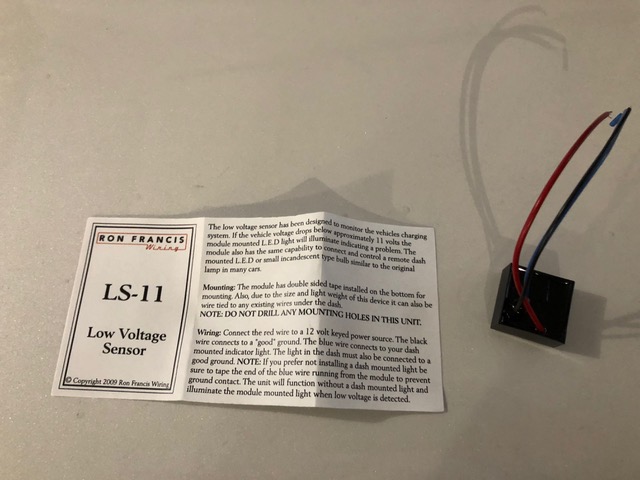 RON FRANCIS
Wiring
LS-11
Low Voltage
Sensor
© Copyright 2009 Ron Francis Wiring
The low voltage sensor has been designed to monitor the vehicles charging
system. If the vehicle voltage drops below approximately 11 volts the
module mounted L.E.D light will illuminate indicating a problem. The
module also has the same capability to connect and control a remote dash
mounted L.E.D or small incandescent type bulb similar to the original
lamp in many cars.
Mounting: The module has double sided tape installed on the bottom for
mounting. Also, due to the size and light weight of this device it can also be
wire tied to any existing wires under the dash.
NOTE: DO NOT DRILL ANY MOUNTING HOLES IN THIS UNIT.
Wiring: Connect the red wire to a 12 volt keyed power source. The black
wire connects to a "good" ground. The blue wire connects to your dash
mounted indicator light. The light in the dash must also be connected to a
good ground. NOTE: If you prefer not installing a dash mounted light be
sure to tape the end of the blue wire running from the module to prevent
ground contact. The unit will function without a dash mounted light and
illuminate the module mounted light when low voltage is detected.